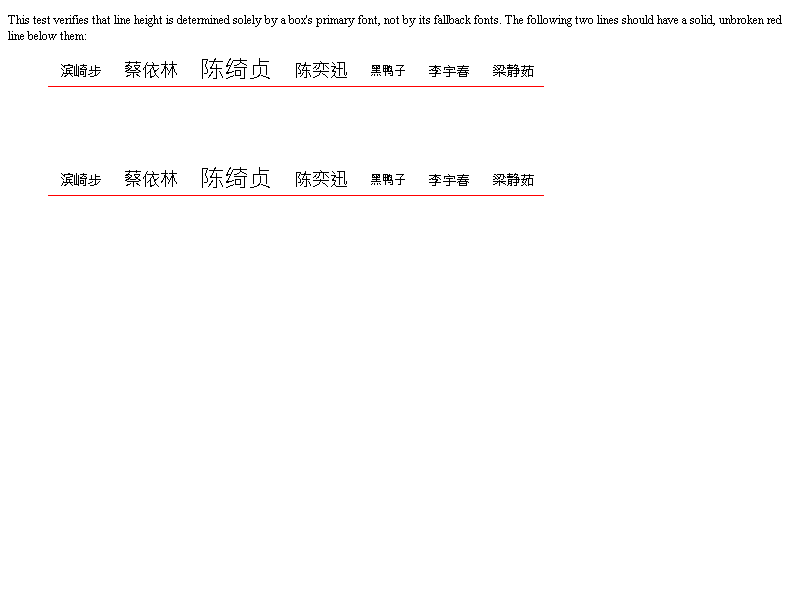 This test verifies that line height is determined solely by a box's primary font, not by its fallback fonts. The following two lines should have a solid, unbroken red
line below them:
滨崎步 蔡依林 陈绮贞 陈奕迅 黑鸭子 李宇春 梁静茹
滨崎步 蔡依林 陈绮贞 陈奕迅 黑鸭子 李宇春 梁静茹